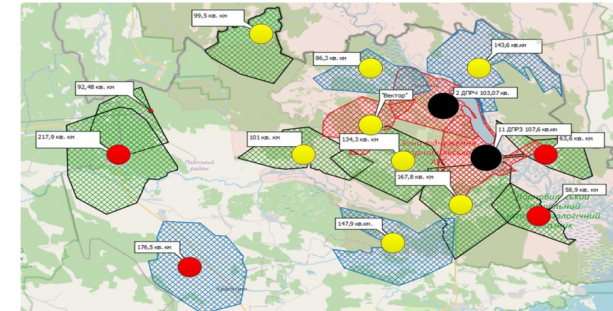 99,5 кв. км
86,3 кв. км
143,6 кв.км
92,48 кв. км
"Вектор"
2 ДПРЧ 103,07 кв.
217,9 кв. км
101 кв. км
134,3 кв. км
11 ДПРЗ 107,6 кв.км
63,6 кв. км
167,8 кв. км
58,9 кв. км
147,9 кв.км.
176,5 кв. км
район